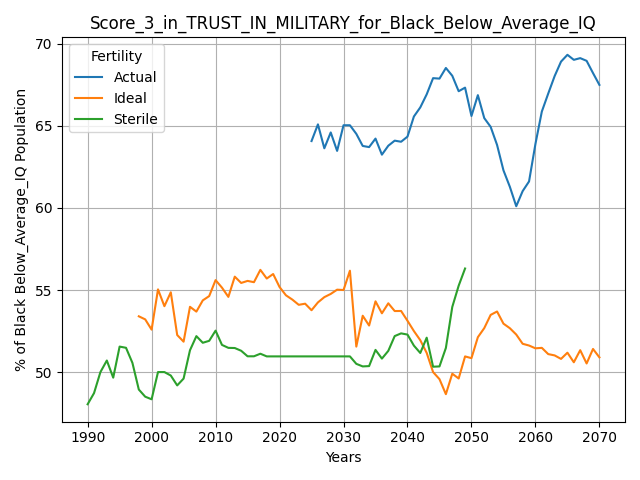 Score_3_in_TRUST_IN_MILITARY_for_Black_Below_Average_IQ
% of Black Below_Average_IQ Population
70
65
60
55
50
Fertility
Actual
Ideal
Sterile
1990 2000 2010 2020 2030 2040 2050 2060 2070
Years